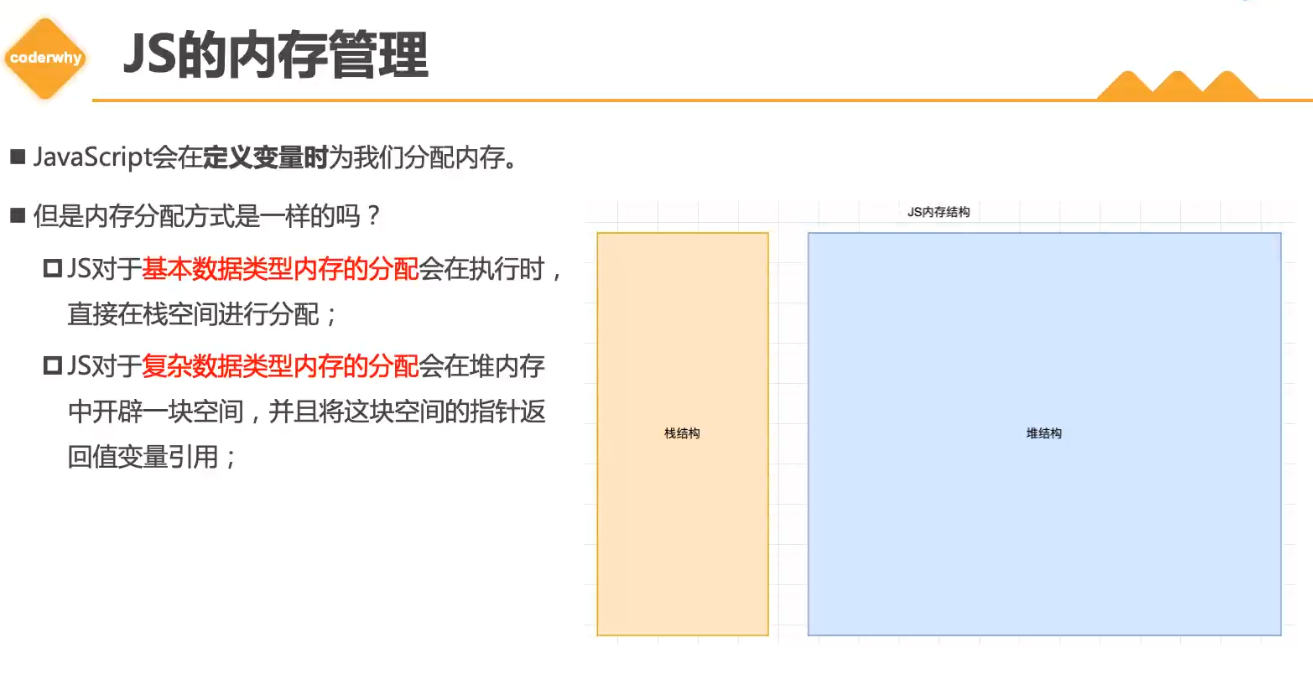 coderwhy
JS的内存管理
JavaScript会在定义变量时为我们分配内存。
但是内存分配方式是一样的吗？
JS对于基本数据类型内存的分配会在执行时，
直接在栈空间进行分配；
JS对于复杂数据类型内存的分配会在堆内存
中开辟一块空间，并且将这块空间的指针返
回值变量引用；
JS内存结构
栈结构
堆结构